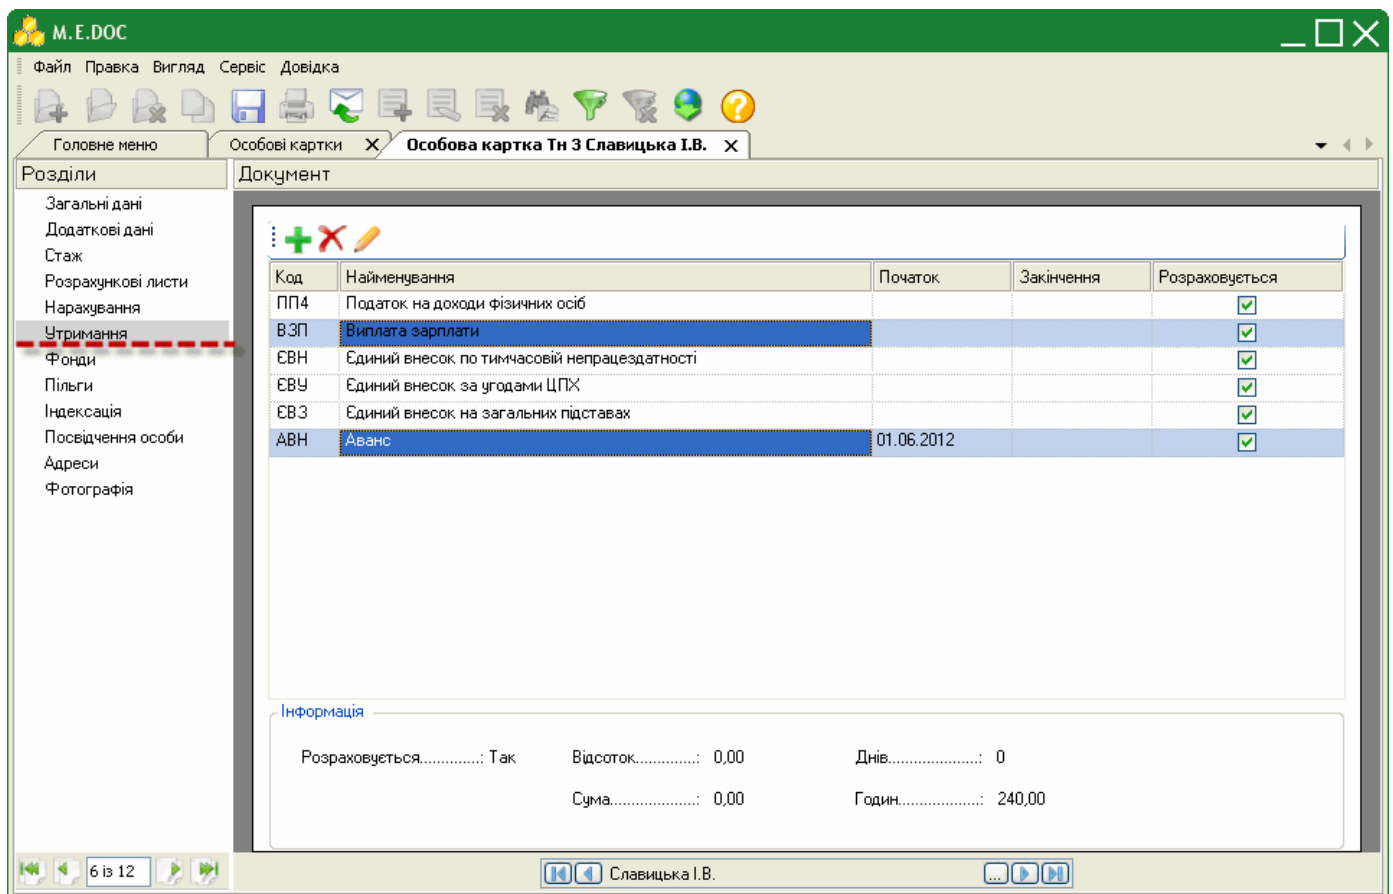 M.E.DOC
Файл Правка Вигляд Сервіс Довідка
Головне меню Особові картки X Особова картка Тн 3 Славицька І.В. X
Розділи
Документ
Загальні дані
Додаткові дані
Стаж
Розрахункові листи
Нарахування
Утримання
Фонди
Пільги
Індексація
Посвідчення особи
Адреси
Фотографія
Код Найменування Початок Закінчення Розраховується
ПП4 Податок на доходи фізичних осіб
ВЗП Виплата зарплати
ЄВН Єдиний внесок по тимчасовій непрацездатності
ЄВУ Єдиний внесок за угодами ЦПХ
ЄВЗ Єдиний внесок на загальних підставах
АВН Аванс 01.06.2012
Інформація
Розраховується..............: Так Відсоток..............: 0,00 Днів.....................: 0
Сума....................: 0,00 Годин...................: 240,00
6 із 12
Славицька І.В. ...